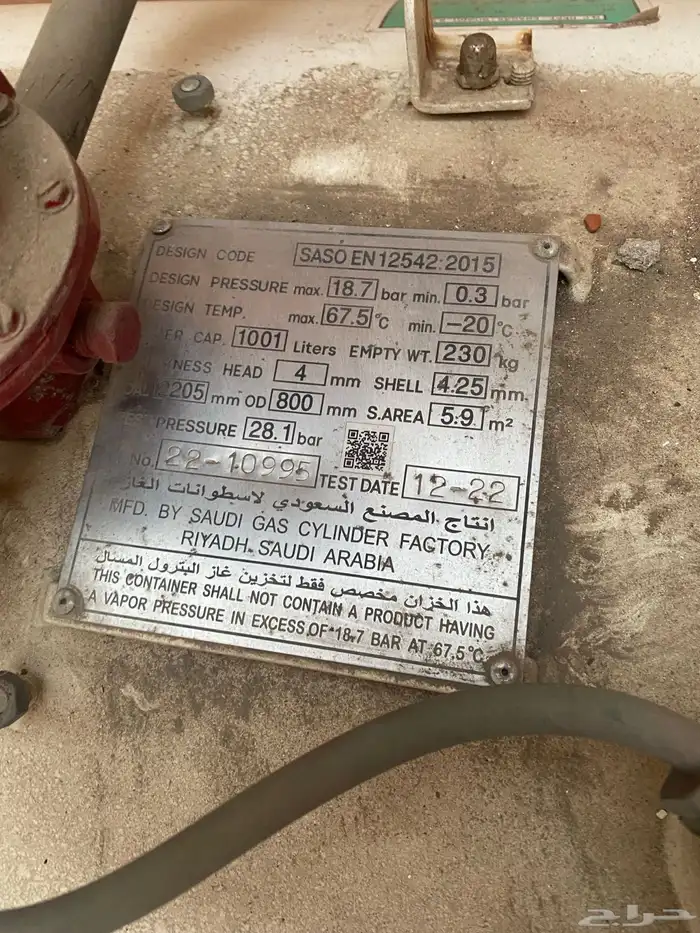 DESIGN CODE SASO EN 12542:2015
DESIGN PRESSURE max. 18.7 bar min. 0.3 bar
DESIGN TEMP. max. 67.5 °C min. -20 °C
CAP. 1001 Liters EMPTY WT. 230 kg
HEAD 4 mm SHELL 4.25 mm
2205 mm OD 800 mm S.AREA 5.9 m²
PRESSURE 28.1 bar
No. 22-10995 TEST DATE 12-22
انتاج المصنع السعودي لاسطوانات الغاز
MFD. BY SAUDI GAS CYLINDER FACTORY
RIYADH. SAUDI ARABIA
هذا الخزان مخصص فقط لتخزين غاز البترول المسال
THIS CONTAINER SHALL NOT CONTAIN A PRODUCT HAVING
A VAPOR PRESSURE IN EXCESS OF 18.7 BAR AT 67.5°C
حراج